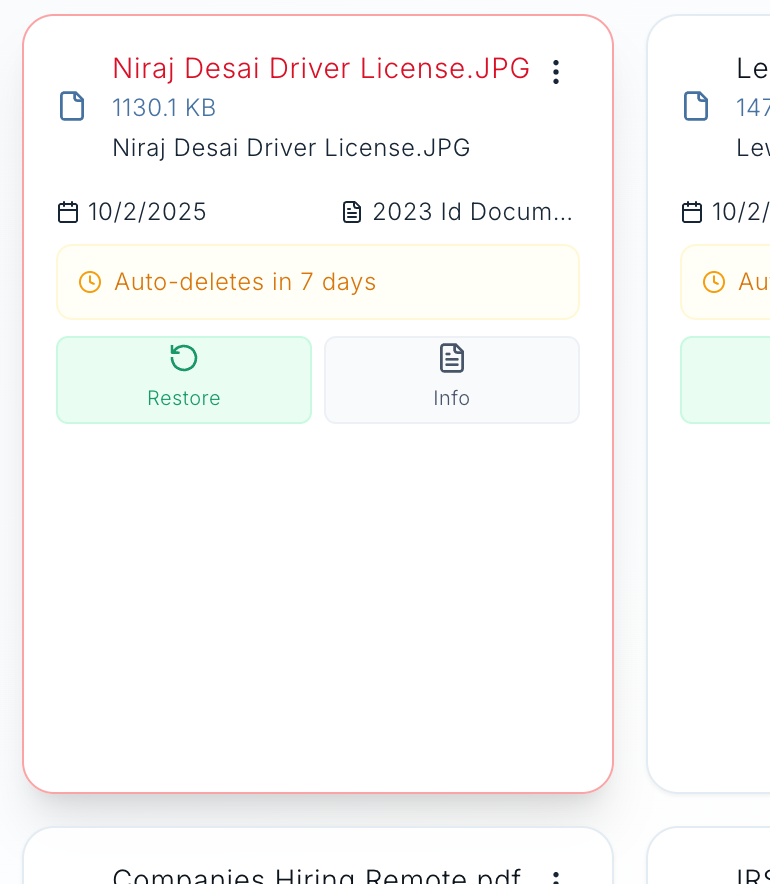 Niraj Desai Driver License.JPG
1130.1 KB
Niraj Desai Driver License.JPG
10/2/2025
2023 Id Docum...
Auto-deletes in 7 days
Restore
Info
Le
147
Lew
10/2/
Au
Companies Hiring Remote.pdf
IRS